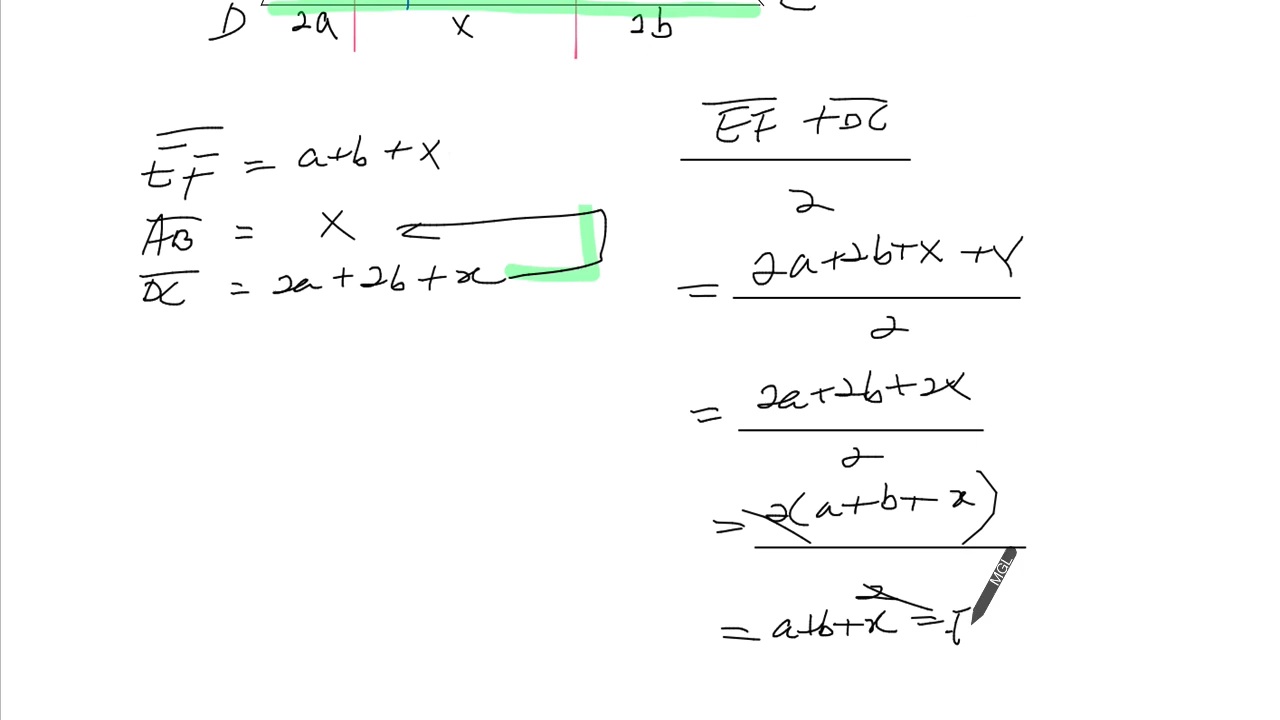 D 2a x 2b
EF = a+b+x
AB = x
DC = 2a+2b+x
EF + DC
2
= 2a+2b+x+x
2
= 2a+2b+2x
2
= 2(a+b+x)
2
= a+b+x =
MGL